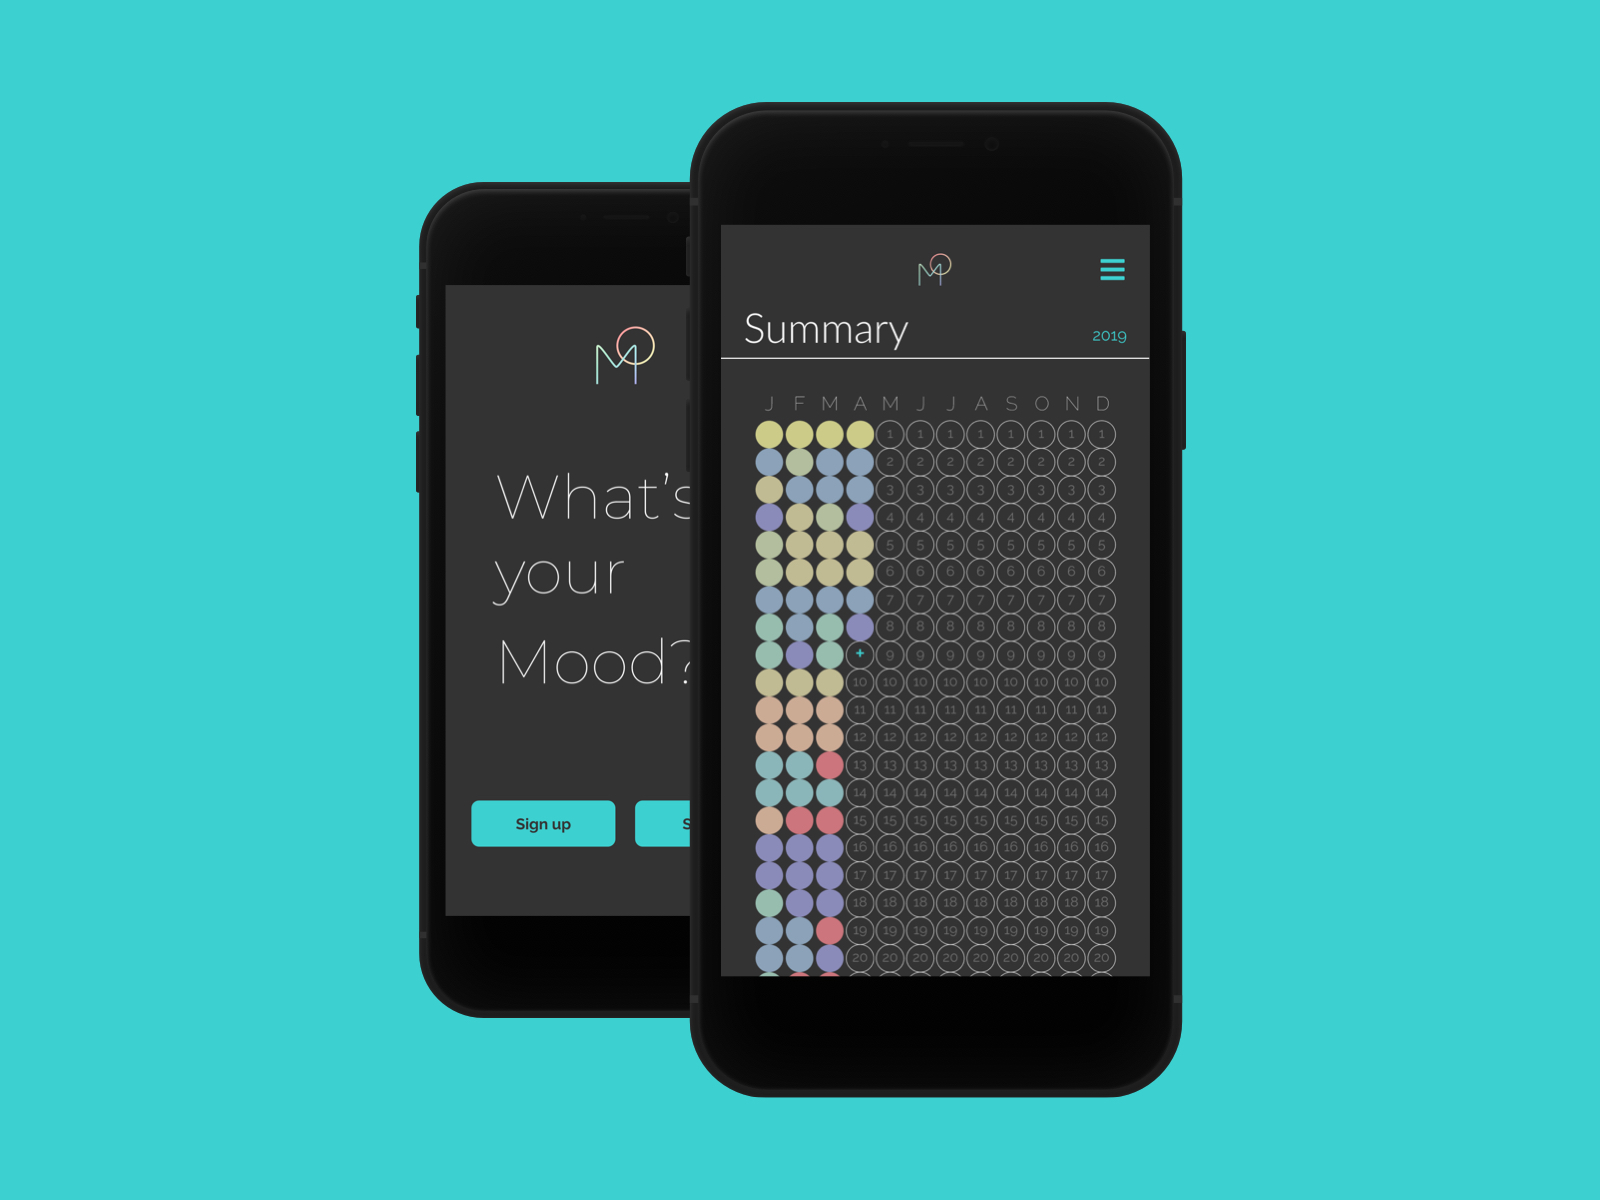 What's
your
Mood?
Sign up
Summary
2019
J F M A M J J A S O N D
1 1 1 1 1 1 1 1
2 2 2 2 2 2 2 2
3 3 3 3 3 3 3 3
4 4 4 4 4 4 4 4
5 5 5 5 5 5 5 5
6 6 6 6 6 6 6 6
7 7 7 7 7 7 7 7
8 8 8 8 8 8 8 8
+ 9 9 9 9 9 9 9 9
10 10 10 10 10 10 10 10 10
11 11 11 11 11 11 11 11 11
12 12 12 12 12 12 12 12 12
13 13 13 13 13 13 13 13 13
14 14 14 14 14 14 14 14 14
15 15 15 15 15 15 15 15 15
16 16 16 16 16 16 16 16 16
17 17 17 17 17 17 17 17 17
18 18 18 18 18 18 18 18 18
19 19 19 19 19 19 19 19 19
20 20 20 20 20 20 20 20 20